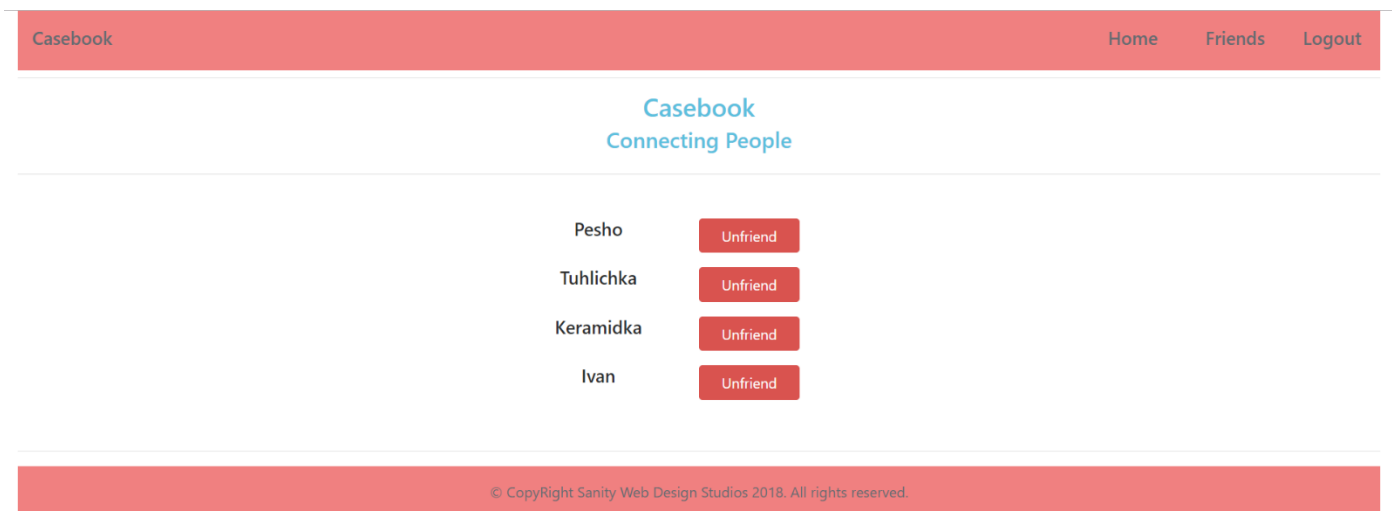 Casebook Home Friends Logout
Casebook
Connecting People
Pesho Unfriend
Tuhlichka Unfriend
Keramidka Unfriend
Ivan Unfriend
© CopyRight Sanity Web Design Studios 2018. All rights reserved.